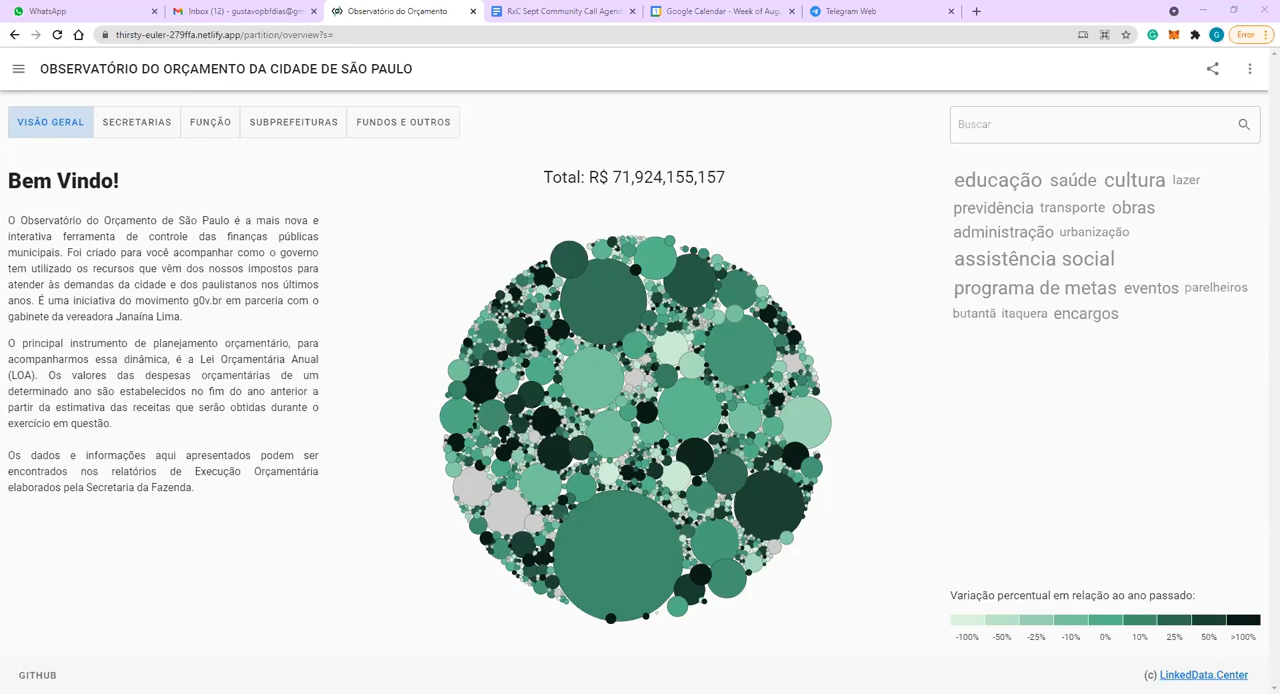 WhatsApp
Inbox (12) - gustavopbfdias@gm
Observatório do Orçamento
RxC Sept Community Call Agend
Google Calendar - Week of Aug
Telegram Web
thirsty-euler-279ffa.netlify.app/partition/overview?s=
G
Error
OBSERVATÓRIO DO ORÇAMENTO DA CIDADE DE SÃO PAULO
VISÃO GERAL
SECRETARIAS
FUNÇÃO
SUBPREFEITURAS
FUNDOS E OUTROS
Buscar
Bem Vindo!
O Observatório do Orçamento de São Paulo é a mais nova e
interativa ferramenta de controle das finanças públicas
municipais. Foi criado para você acompanhar como o governo
tem utilizado os recursos que vêm dos nossos impostos para
atender às demandas da cidade e dos paulistanos nos últimos
anos. É uma iniciativa do movimento g0v.br em parceria com o
gabinete da vereadora Janaína Lima.
O principal instrumento de planejamento orçamentário, para
acompanharmos essa dinâmica, é a Lei Orçamentária Anual
(LOA). Os valores das despesas orçamentárias de um
determinado ano são estabelecidos no fim do ano anterior a
partir da estimativa das receitas que serão obtidas durante o
exercício em questão.
Os dados e informações aqui apresentados podem ser
encontrados nos relatórios de Execução Orçamentária
elaborados pela Secretaria da Fazenda.
Total: R$ 71,924,155,157
educação saúde cultura lazer
previdência transporte obras
administração urbanização
assistência social
programa de metas eventos parelheiros
butantã itaquera encargos
Variação percentual em relação ao ano passado:
-100% -50% -25% -10% 0% 10% 25% 50% >100%
GITHUB
(c) LinkedData.Center